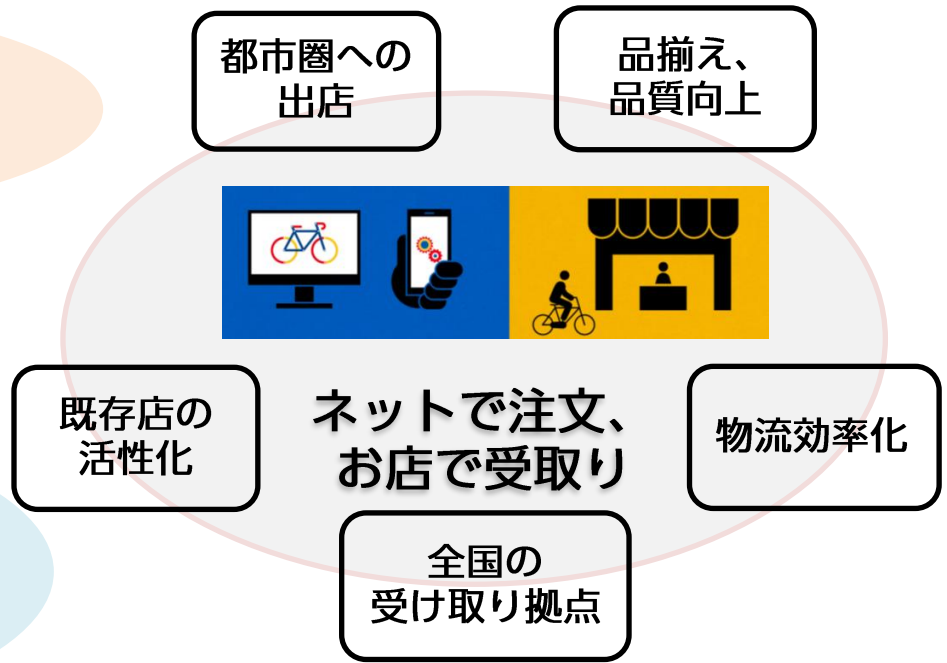 都市圏への
出店
品揃え、
品質向上
既存店の
活性化
ネットで注文、
お店で受取り
物流効率化
全国の
受け取り拠点